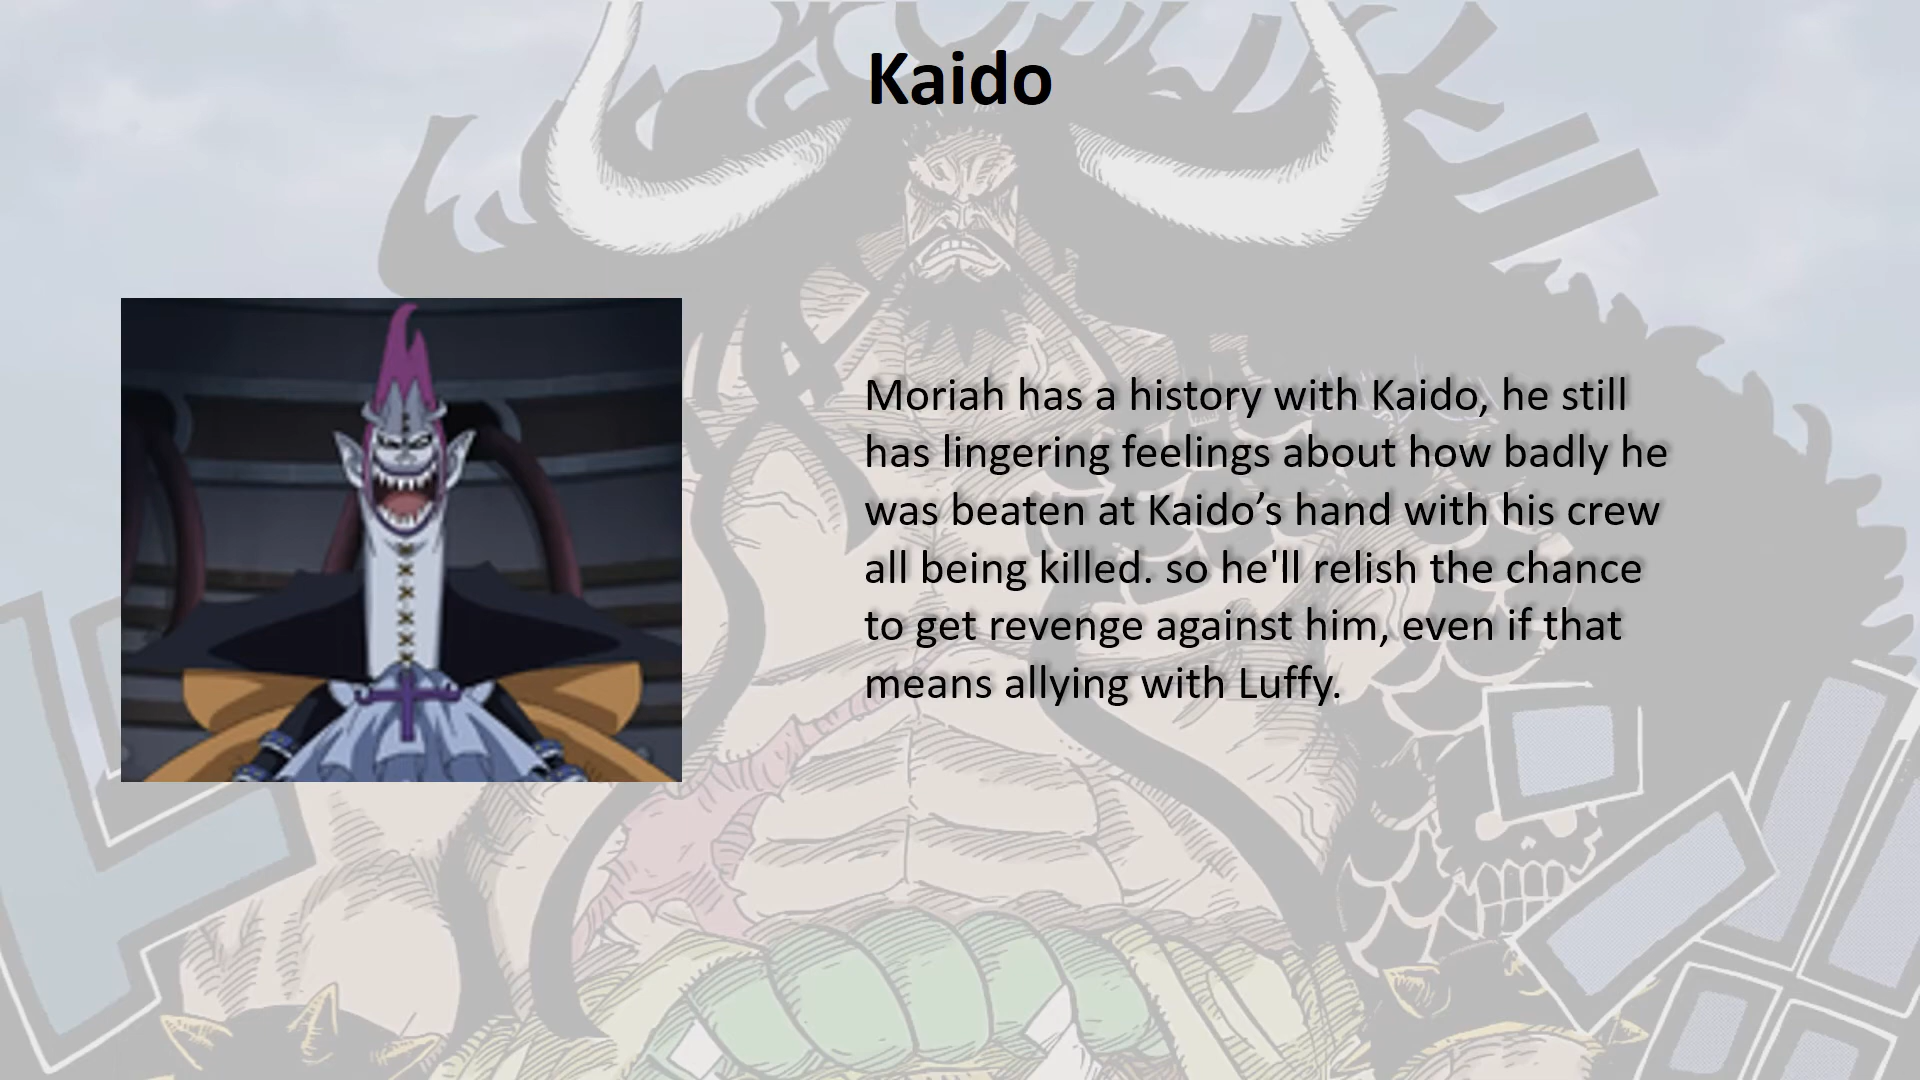 Kaido
Moriah has a history with Kaido, he still
has lingering feelings about how badly he
was beaten at Kaido’s hand with his crew
all being killed. so he'll relish the chance
to get revenge against him, even if that
means allying with Luffy.